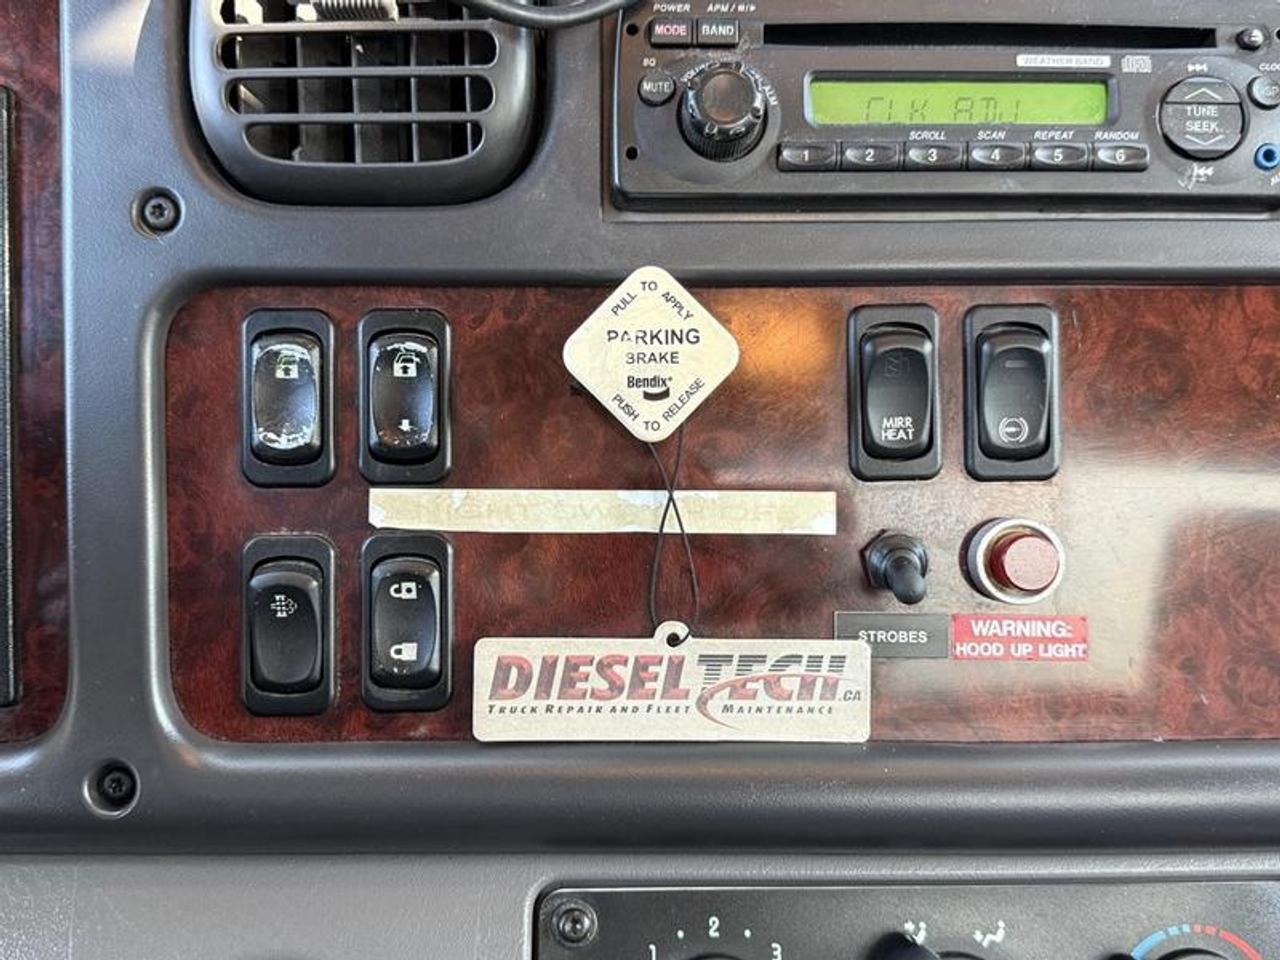 POWER
MODE BAND
MUTE
WEATHER BAND
CLK ADJ
SCROLL SCAN REPEAT RANDOM
1 2 3 4 5 6
TUNE
SEEK
PULL TO APPLY
PARKING
BRAKE
Bendix
PUSH TO RELEASE
MIRR
HEAT
STROBES
WARNING:
HOOD UP LIGHT
DIESELTECH.CA
TRUCK REPAIR AND FLEET MAINTENANCE
1 2 3